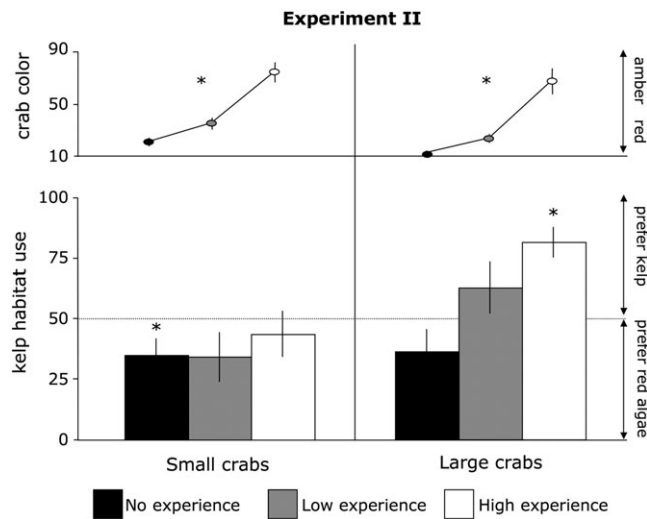 Experiment II
90
50
10
crab color
*
*
amber red
100
75
50
25
0
kelp habitat use
*
*
prefer kelp
prefer red algae
Small crabs
Large crabs
No experience
Low experience
High experience